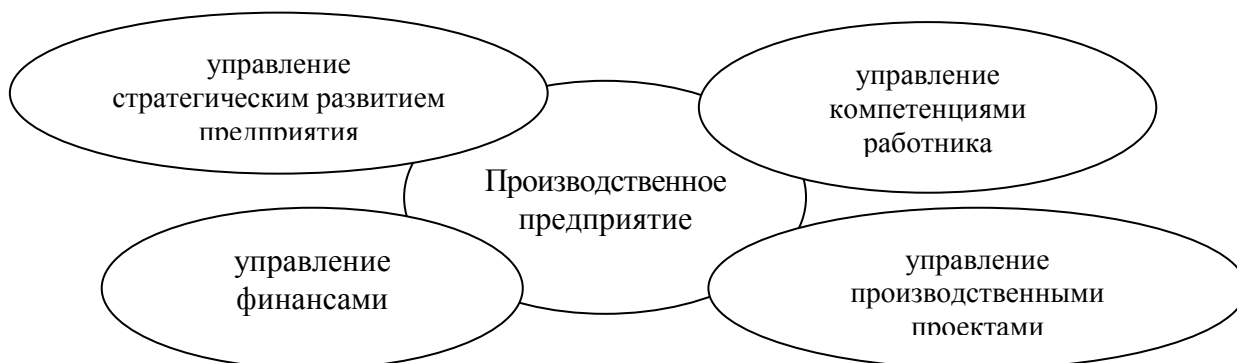 управление
стратегическим развитием
предприятия
управление
компетенциями
работника
Производственное
предприятие
управление
финансами
управление
производственными
проектами